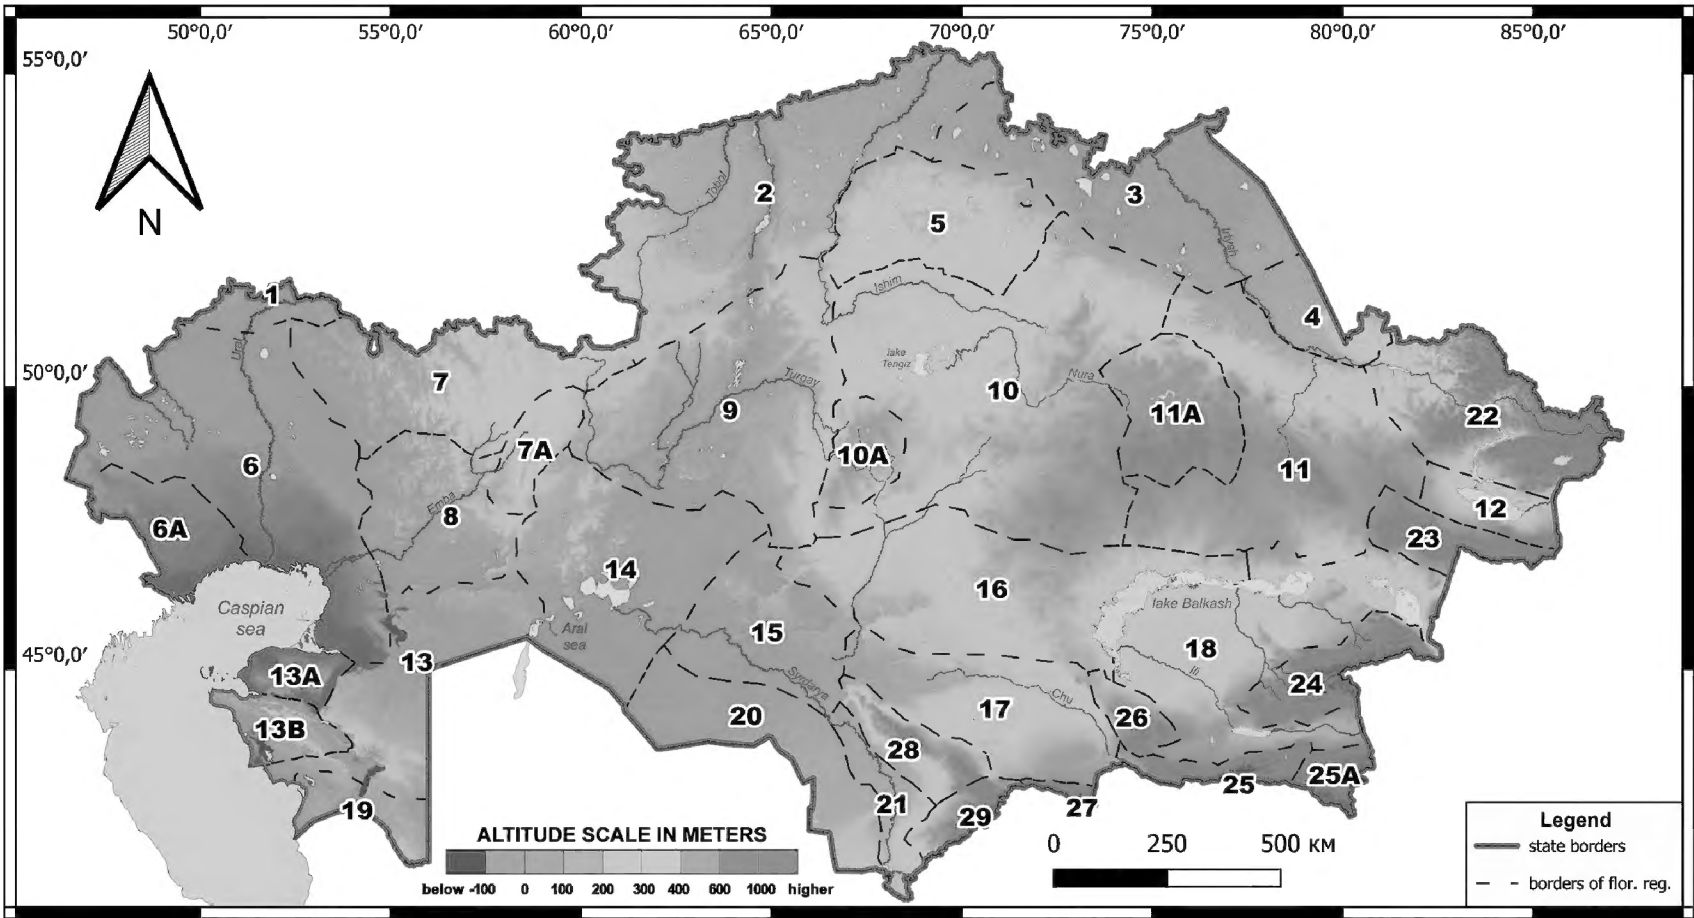 50°0,0′ 55°0,0′ 60°0,0′ 65°0,0′ 70°0,0′ 75°0,0′ 80°0,0′ 85°0,0′
55°0,0′
50°0,0′
45°0,0′
N
1
2
3
4
5
Tobol
Irtysh
Ishim
Ural
lake
Tengiz
Nura
Turgay
Emba
6
6A
7
7A
8
9
10
10A
11
11A
12
22
23
Caspian
sea
13
13A
13B
14
Aral
sea
15
16
lake Balkash
18
Ili
24
Syrdarya
Chu
17
26
20
28
21
29
27
25
25A
19
ALTITUDE SCALE IN METERS
below -100 0 100 200 300 400 600 1000 higher
0 250 500 КМ
Legend
state borders
borders of flor. reg.